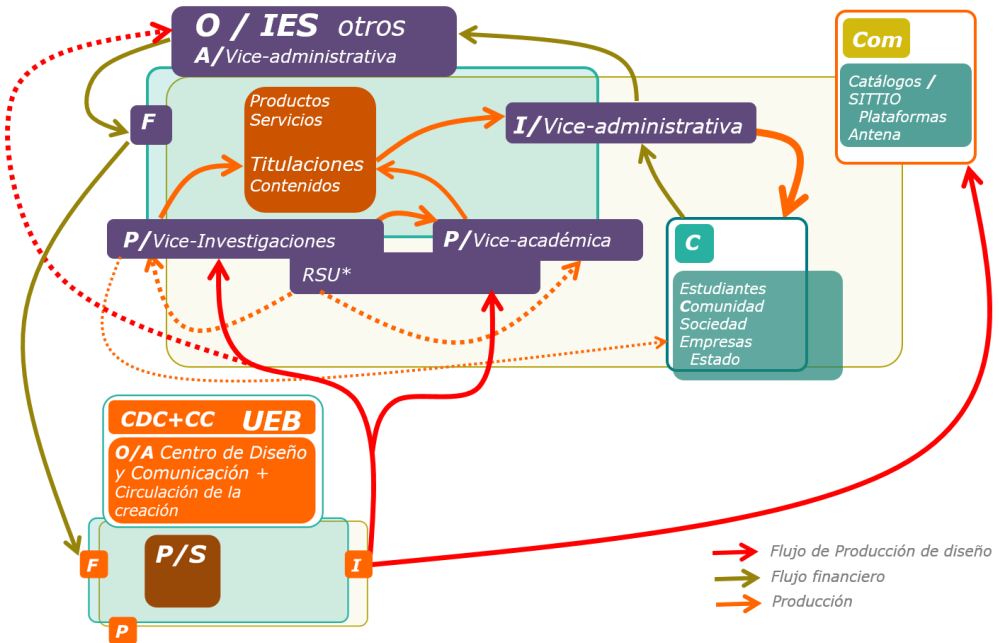 O / IES otros
A/Vice-administrativa
Com
Catálogos /
SITTIO
Plataformas
Antena
F
Productos
Servicios
Titulaciones
Contenidos
I/Vice-administrativa
P/Vice-Investigaciones
P/Vice-académica
RSU*
C
Estudiantes
Comunidad
Sociedad
Empresas
Estado
CDC+CC UEB
O/A Centro de Diseño
y Comunicación +
Circulación de la
creación
F
P/S
I
P
Flujo de Producción de diseño
Flujo financiero
Producción